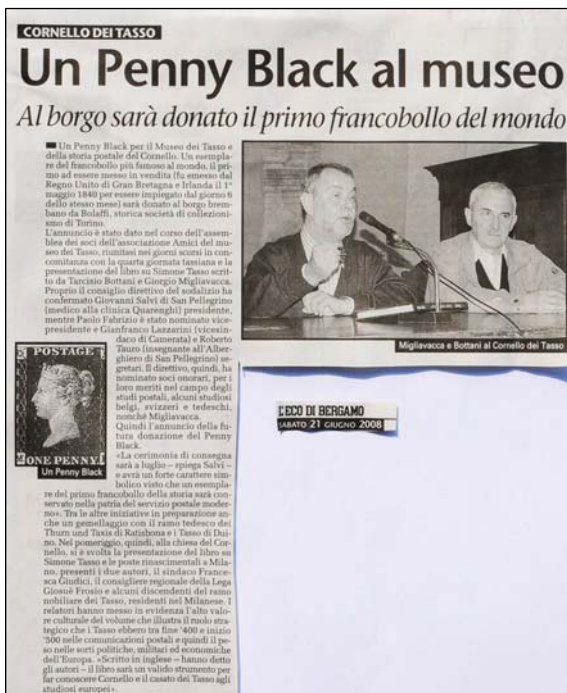 CORNELLO DEI TASSO
Un Penny Black al museo
Al borgo sarà donato il primo francobollo del mondo
Un Penny Black per il Museo dei Tasso e
della storia postale del Cornello. Un esempla-
re del francobollo più famoso al mondo, il pri-
mo ad essere messo in vendita (fu emesso dal
Regno Unito di Gran Bretagna e Irlanda il 1°
maggio 1840 per essere impiegato dal giorno 6
dello stesso mese) sarà donato al borgo brem-
bano da Bolaffi, storica società di collezioni-
smo di Torino.
L'annuncio è stato dato nel corso dell'assem-
blea dei soci dell'associazione Amici del mu-
seo dei Tasso, riunitasi nei giorni scorsi in con-
comitanza con la quarta giornata tassiana e la
presentazione del libro su Simone Tasso scrit-
to da Tarcisio Bottani e Giorgio Migliavacca.
Proprio il consiglio direttivo del sodalizio ha
confermato Giovanni Salvi di San Pellegrino
(medico alla clinica Quarenghi) presidente,
mentre Paolo Fabrizio è stato nominato vice-
presidente e Gianfranco Lazzarini (vicesin-
daco di Camerata) e Roberto
Tauro (insegnante all'Alber-
ghiero di San Pellegrino) se-
gretari. Il direttivo, quindi, ha
nominato soci onorari, per i
loro meriti nel campo degli
studi postali, alcuni studiosi
belgi, svizzeri e tedeschi,
nonché Migliavacca.
Quindi l'annuncio della fu-
tura donazione del Penny
Black.
«La cerimonia di consegna
sarà a luglio – spiega Salvi –
e avrà un forte carattere sim-
bolico visto che un esempla-
re del primo francobollo della storia sarà con-
servato nella patria del servizio postale moder-
no». Tra le altre iniziative in preparazione an-
che un gemellaggio con il ramo tedesco dei
Thurn und Taxis di Ratisbona e i Tasso di Dui-
no. Nel pomeriggio, quindi, alla chiesa del Cor-
nello, si è svolta la presentazione del libro su
Simone Tasso e le poste rinascimentali a Mila-
no, presenti i due autori, il sindaco France-
sca Giudici, il consigliere regionale della Lega
Giosuè Frosio e alcuni discendenti del ramo
nobiliare dei Tasso, residenti nel Milanese. I
relatori hanno messo in evidenza l'alto valo-
re culturale del volume che illustra il ruolo stra-
tegico che i Tasso ebbero tra fine '400 e inizio
'500 nelle comunicazioni postali e quindi il pe-
so nelle sorti politiche, militari ed economiche
dell'Europa. «Scritto in inglese – hanno detto
gli autori – il libro sarà un valido strumento per
far conoscere Cornello e il casato dei Tasso agli
studiosi europei».
POSTAGE
ONE PENNY.
Un Penny Black
Migliavacca e Bottani al Cornello dei Tasso
L'ECO DI BERGAMO
SABATO 21 GIUGNO 2008